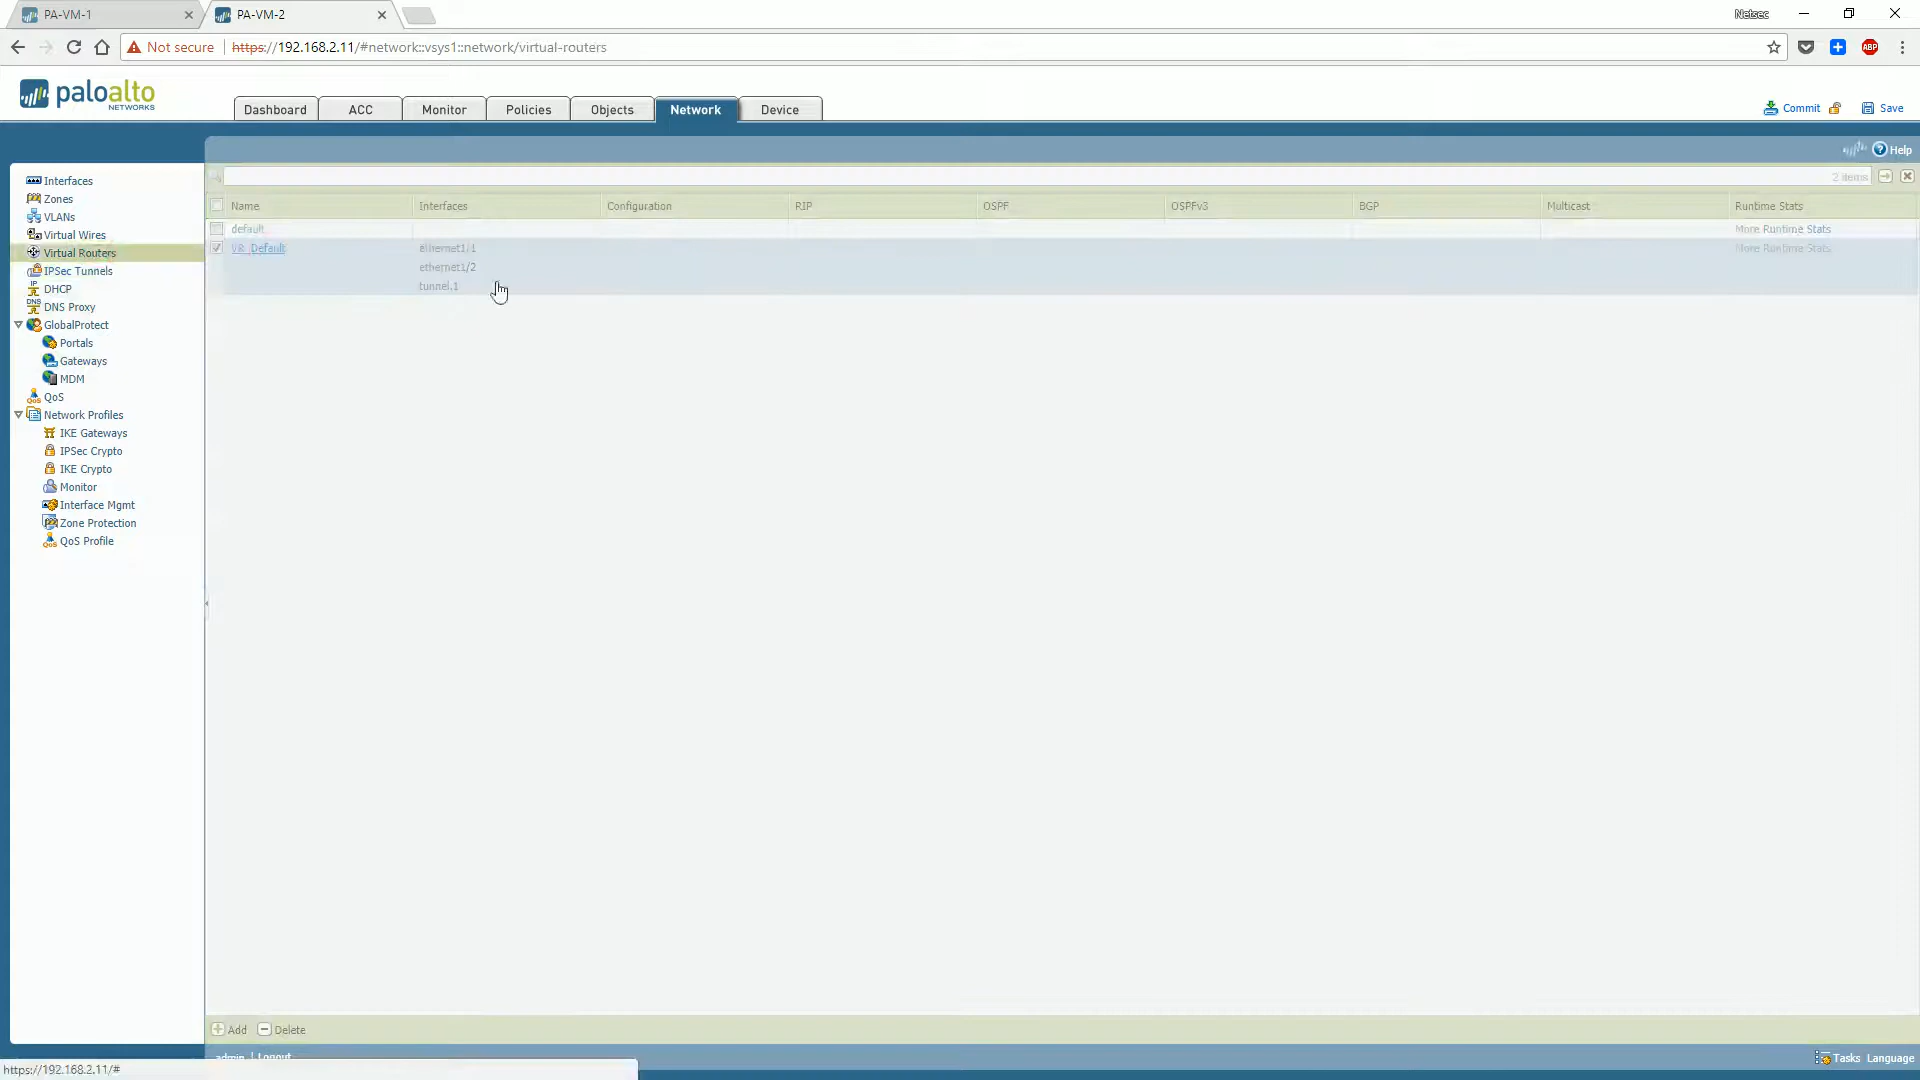 PA-VM-1
PA-VM-2
Netsec
Not secure https://192.168.2.11/#network::vsys1::network/virtual-routers
ABP
paloalto
NETWORKS
Dashboard ACC Monitor Policies Objects Network Device
Commit Save
Help
2 items
Interfaces
Zones
VLANs
Virtual Wires
Virtual Routers
IPSec Tunnels
DHCP
DNS Proxy
GlobalProtect
Portals
Gateways
MDM
QoS
Network Profiles
IKE Gateways
IPSec Crypto
IKE Crypto
Monitor
Interface Mgmt
Zone Protection
QoS Profile
Name Interfaces Configuration RIP OSPF OSPFv3 BGP Multicast Runtime Stats
default More Runtime Stats
VR_Default ethernet1/1 More Runtime Stats
ethernet1/2
tunnel.1
Add Delete
admin | Logout
Tasks Language
https://192.168.2.11/#